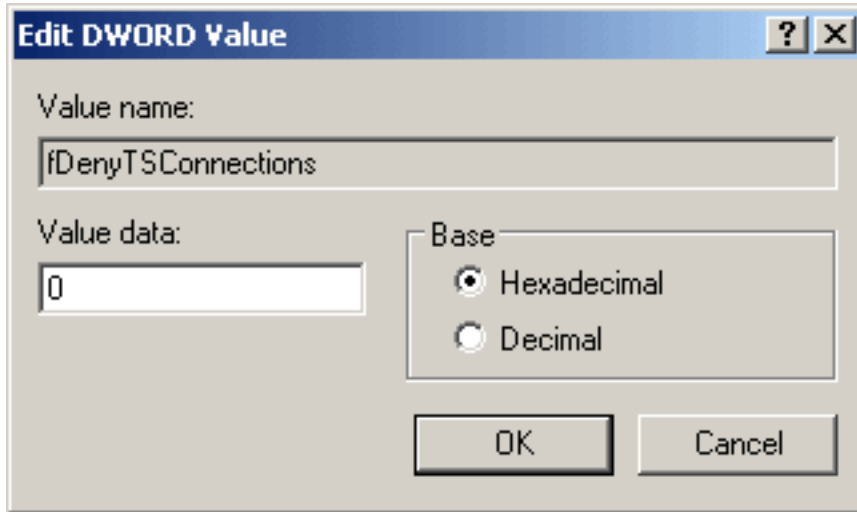 Edit DWORD Value
Value name:
fDenyTSConnections
Value data:
0
Base
Hexadecimal
Decimal
OK
Cancel